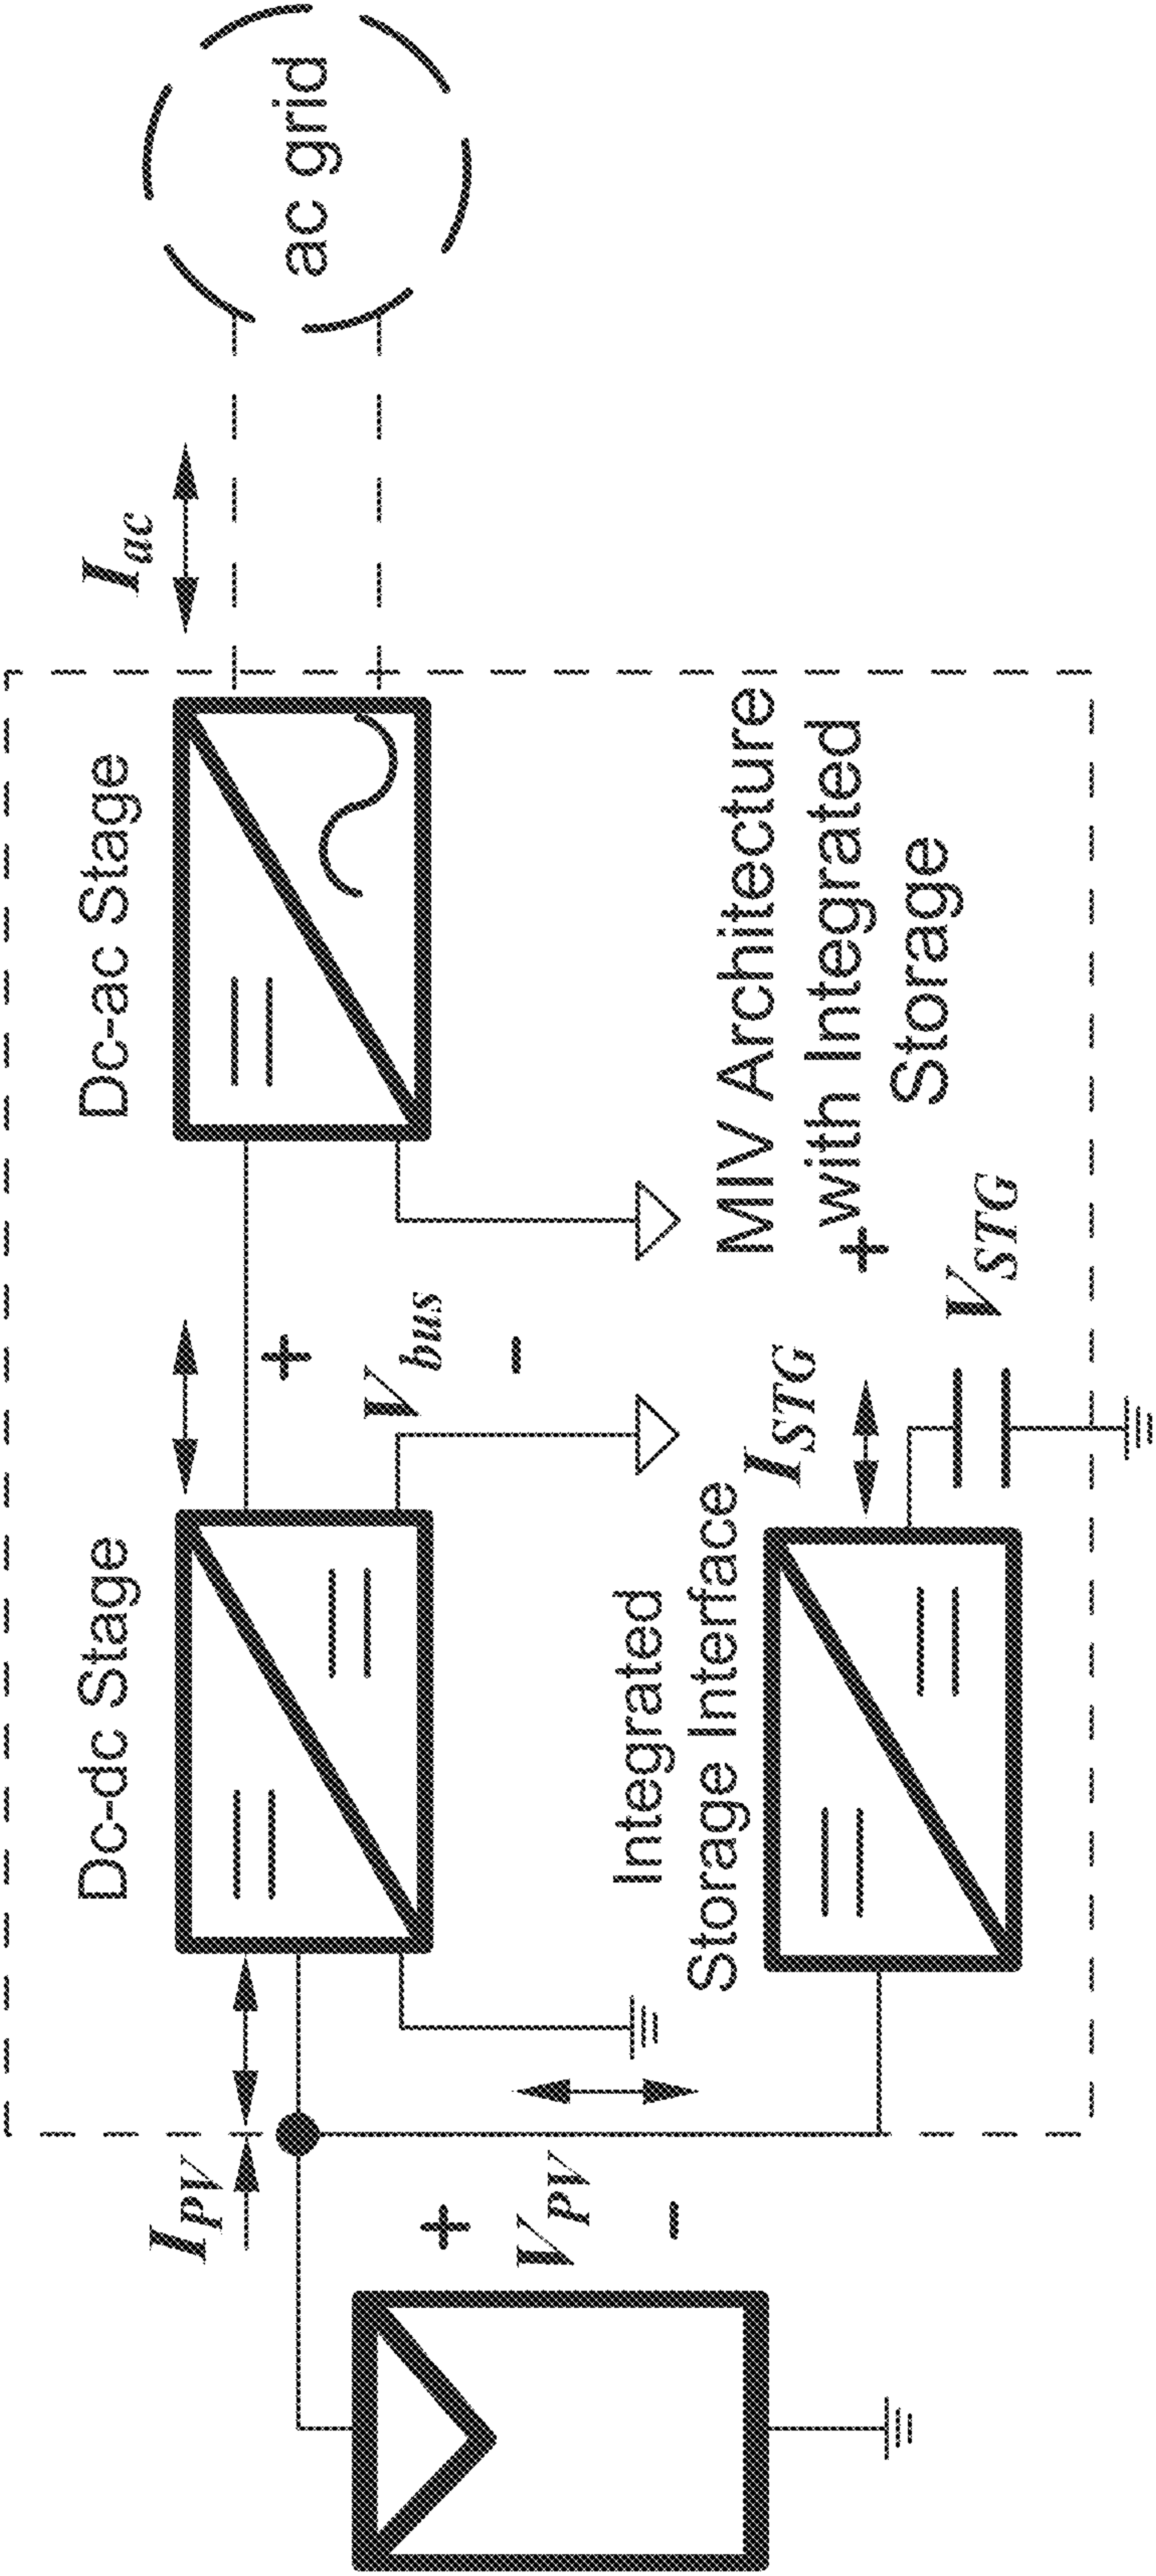 Dc-dc Stage
Dc-ac Stage
I_PV
I_ac
ac grid
+
V_PV
-
+
V_bus
-
Integrated
Storage Interface
I_STG
+
V_STG
MIV Architecture
with Integrated
Storage